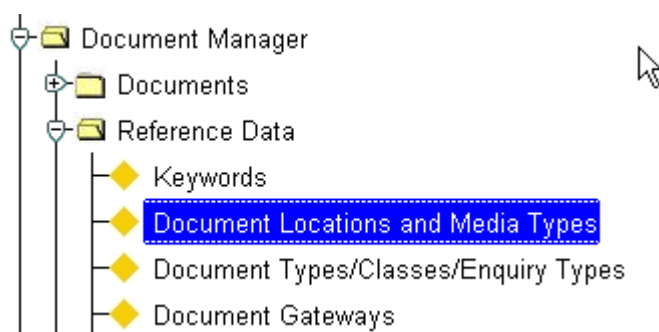 Document Manager
Documents
Reference Data
Keywords
Document Locations and Media Types
Document Types/Classes/Enquiry Types
Document Gateways